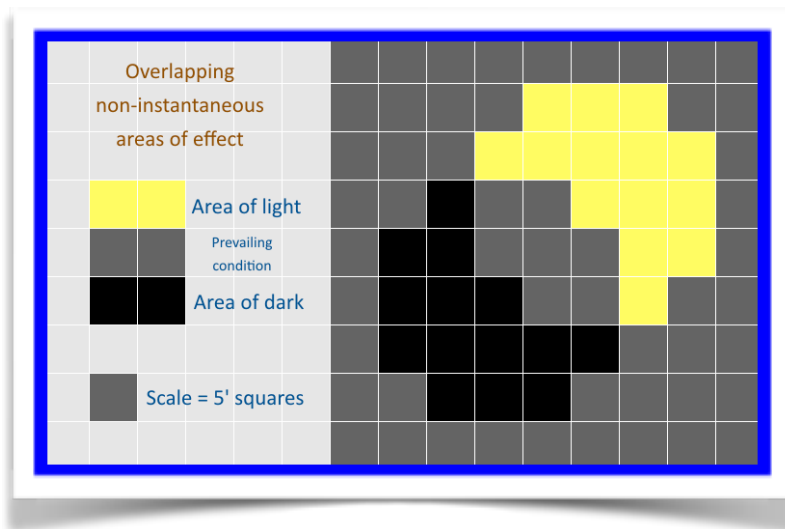 Overlapping
non-instantaneous
areas of effect
Area of light
Prevailing
condition
Area of dark
Scale = 5' squares